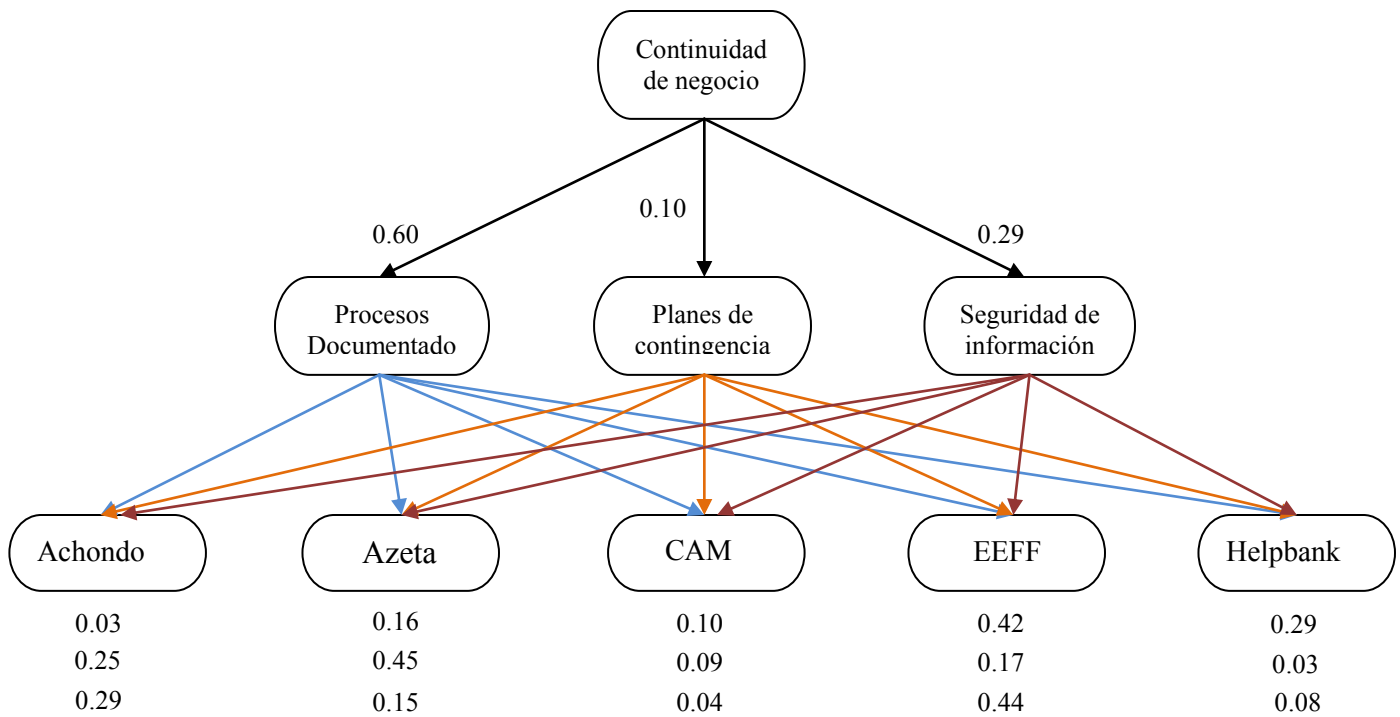 Continuidad
de negocio
0.60
0.10
0.29
Procesos
Documentado
Planes de
contingencia
Seguridad de
información
Achondo
Azeta
CAM
EEFF
Helpbank
0.03 0.16 0.10 0.42 0.29
0.25 0.45 0.09 0.17 0.03
0.29 0.15 0.04 0.44 0.08